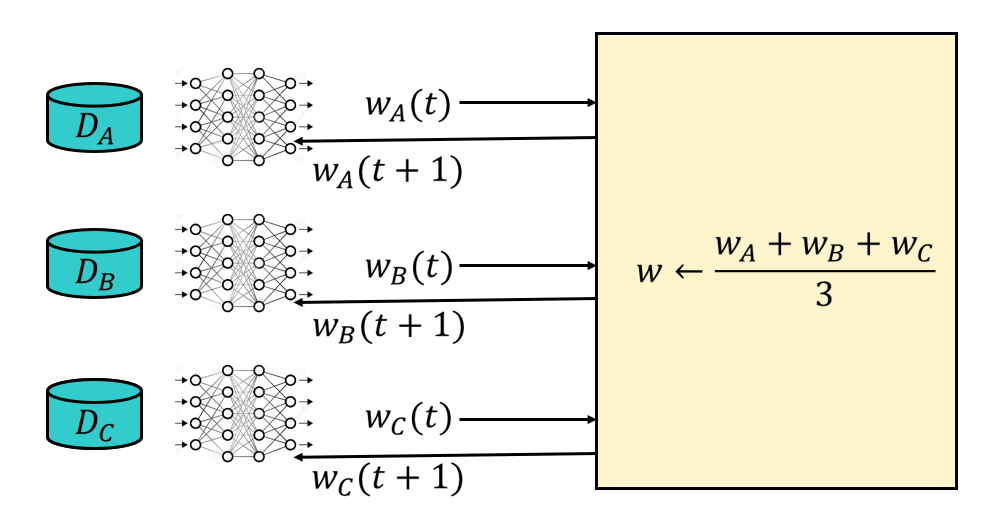 D_A
w_A(t)
w_A(t + 1)
D_B
w_B(t)
w_B(t + 1)
w ← (w_A + w_B + w_C) / 3
D_C
w_C(t)
w_C(t + 1)